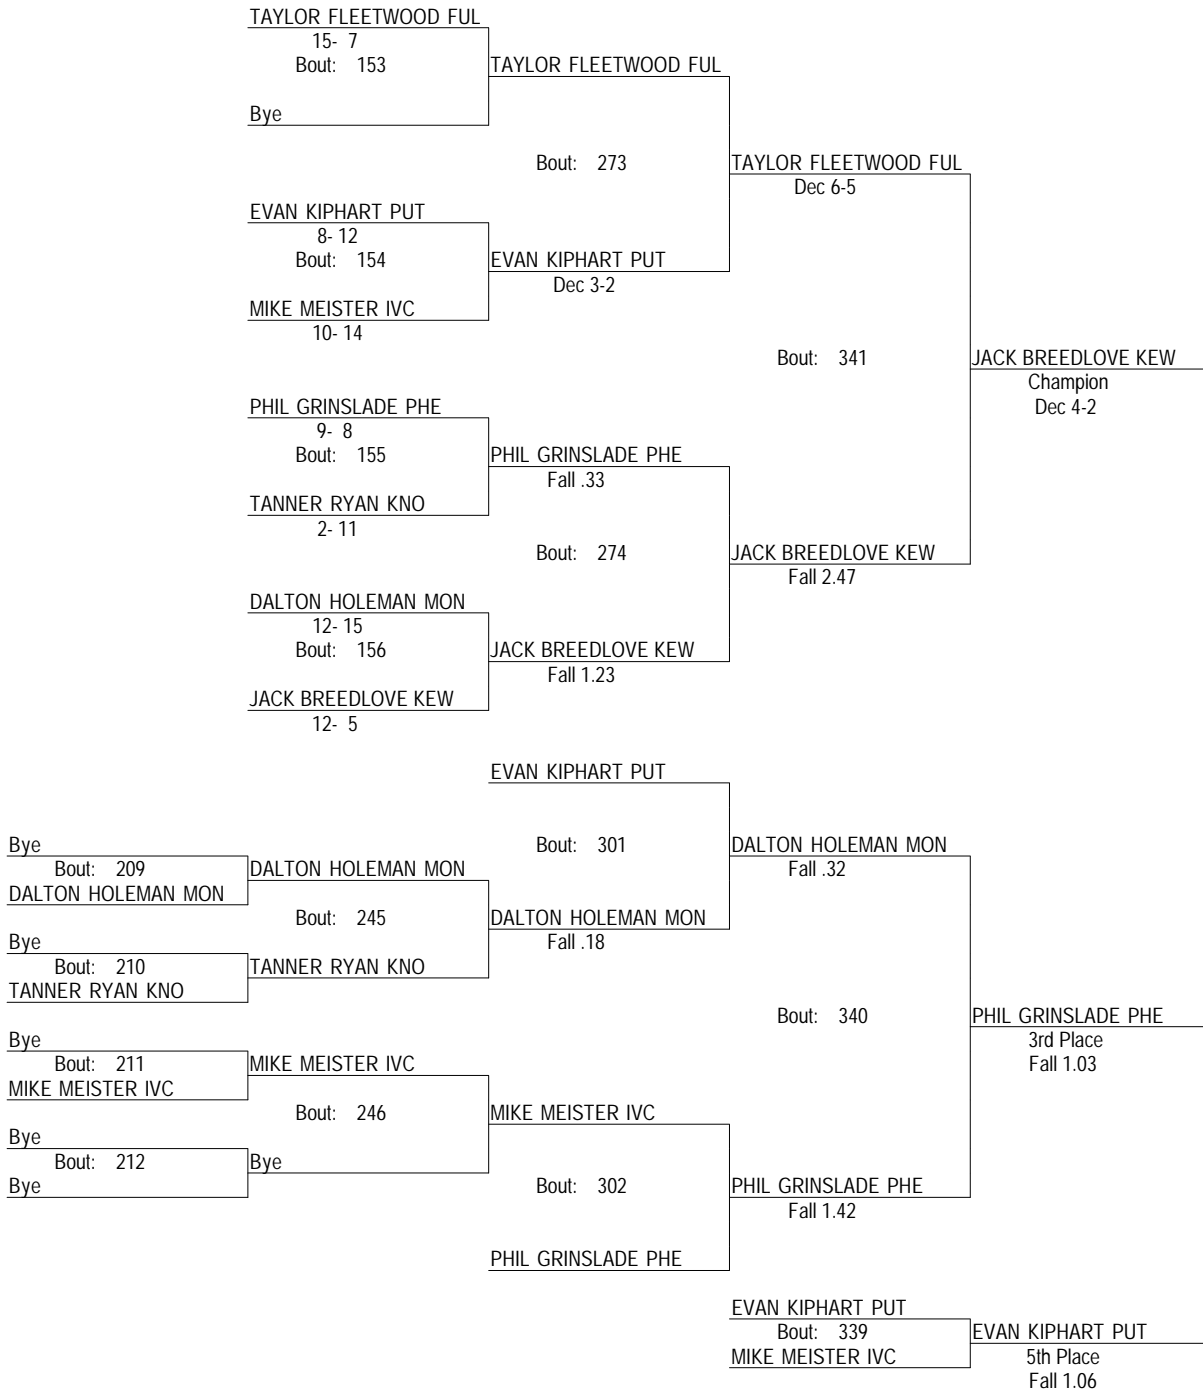 TAYLOR FLEETWOOD FUL
15- 7
Bout: 153
TAYLOR FLEETWOOD FUL
Bye
Bout: 273
TAYLOR FLEETWOOD FUL
Dec 6-5
EVAN KIPHART PUT
8- 12
Bout: 154
EVAN KIPHART PUT
Dec 3-2
MIKE MEISTER IVC
10- 14
Bout: 341
JACK BREEDLOVE KEW
Champion
Dec 4-2
PHIL GRINSLADE PHE
9- 8
Bout: 155
PHIL GRINSLADE PHE
Fall .33
TANNER RYAN KNO
2- 11
Bout: 274
JACK BREEDLOVE KEW
Fall 2.47
DALTON HOLEMAN MON
12- 15
Bout: 156
JACK BREEDLOVE KEW
Fall 1.23
JACK BREEDLOVE KEW
12- 5
EVAN KIPHART PUT
Bye
Bout: 209
DALTON HOLEMAN MON
DALTON HOLEMAN MON
Bout: 301
DALTON HOLEMAN MON
Fall .32
Bout: 245
DALTON HOLEMAN MON
Fall .18
Bye
Bout: 210
TANNER RYAN KNO
TANNER RYAN KNO
Bout: 340
PHIL GRINSLADE PHE
3rd Place
Fall 1.03
Bye
Bout: 211
MIKE MEISTER IVC
MIKE MEISTER IVC
Bout: 246
MIKE MEISTER IVC
Bye
Bout: 212
Bye
Bye
Bout: 302
PHIL GRINSLADE PHE
Fall 1.42
PHIL GRINSLADE PHE
EVAN KIPHART PUT
Bout: 339
MIKE MEISTER IVC
EVAN KIPHART PUT
5th Place
Fall 1.06